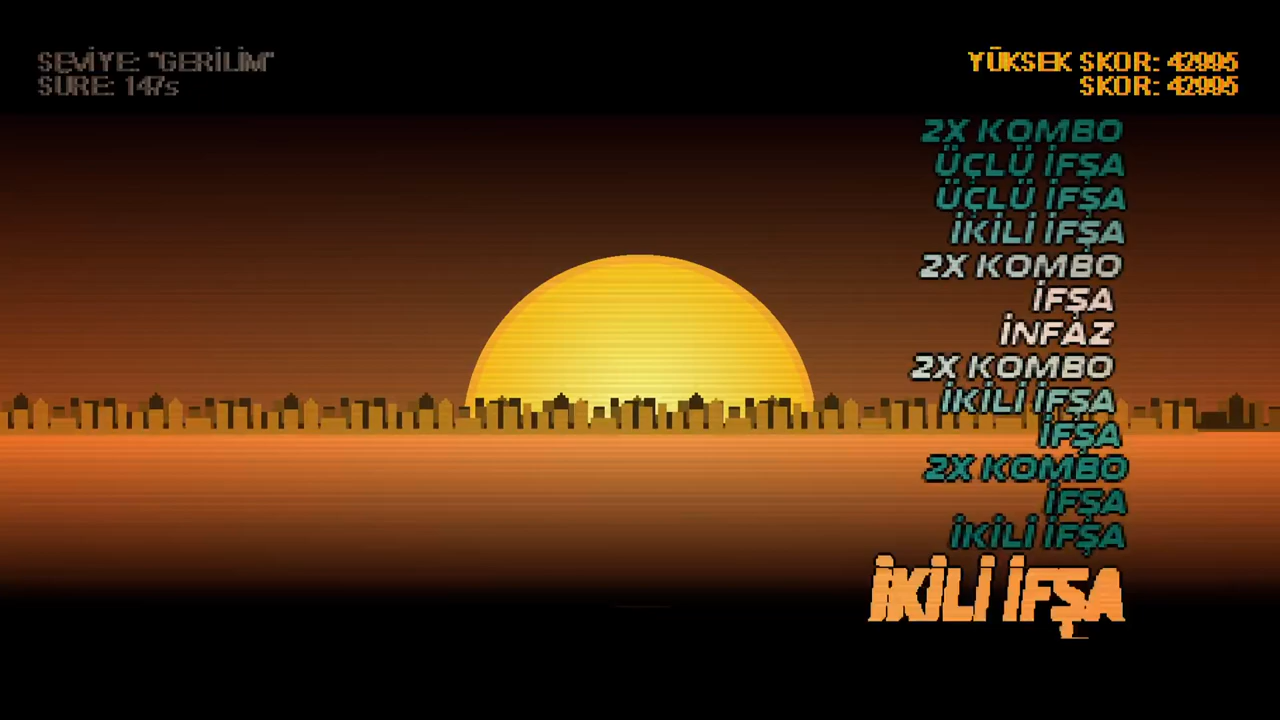 SEVİYE: "GERİLİM"
SÜRE: 147s
YÜKSEK SKOR: 42995
SKOR: 42995
2X KOMBO
ÜÇLÜ İFŞA
ÜÇLÜ İFŞA
İKİLİ İFŞA
2X KOMBO
İFŞA
İNFAZ
2X KOMBO
İKİLİ İFŞA
İFŞA
2X KOMBO
İFŞA
İKİLİ İFŞA
İKİLİ İFŞA